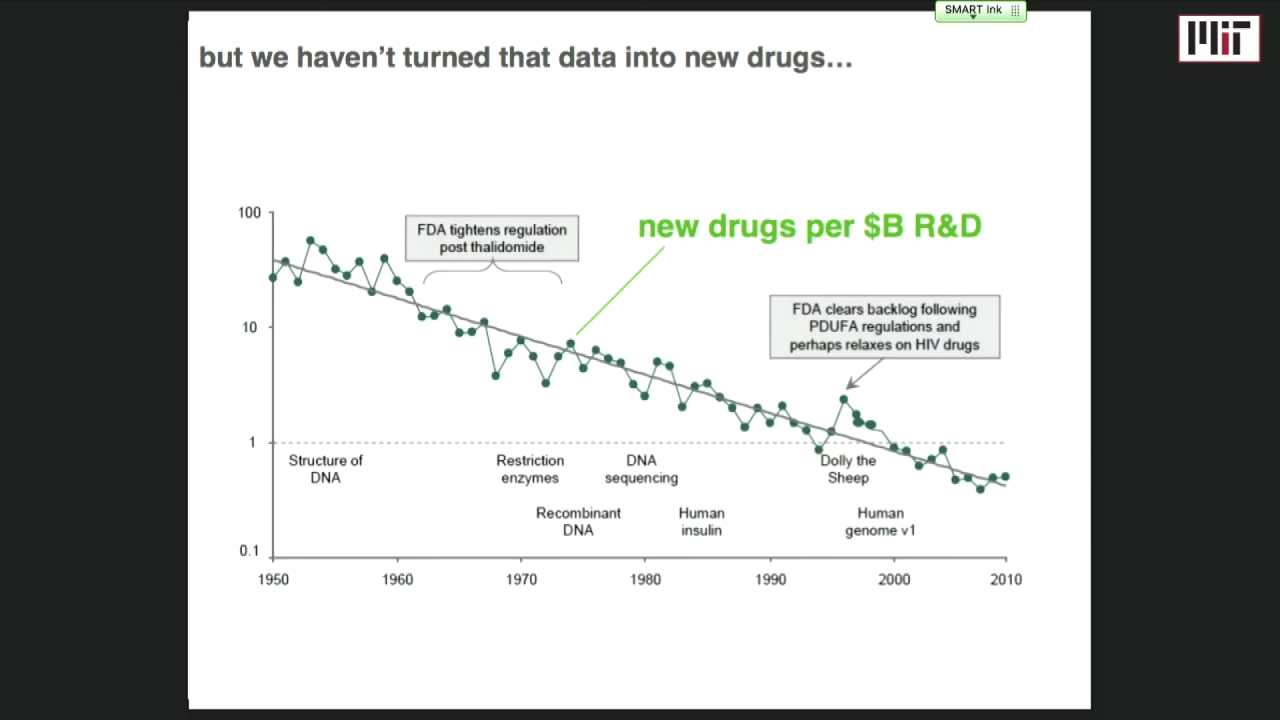 SMART Ink
MIT
but we haven't turned that data into new drugs...
100
FDA tightens regulation
post thalidomide
new drugs per $B R&D
FDA clears backlog following
PDUFA regulations and
perhaps relaxes on HIV drugs
10
1
Structure of
DNA
Restriction
enzymes
DNA
sequencing
Dolly the
Sheep
Recombinant
DNA
Human
insulin
Human
genome v1
0.1
1950
1960
1970
1980
1990
2000
2010